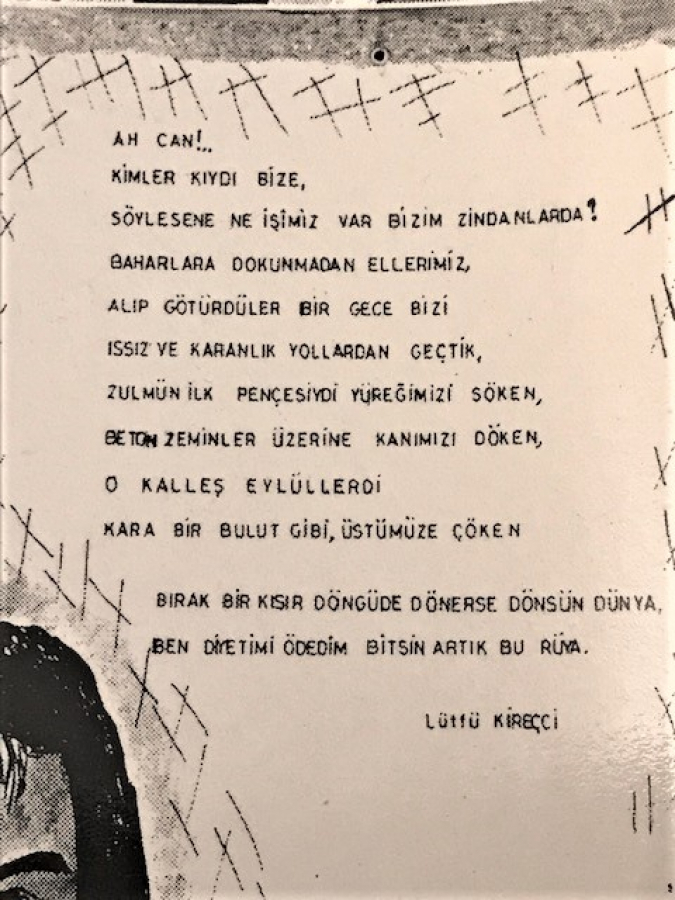 AH CAN!..
KİMLER KIYDI BİZE,
SÖYLESENE NE İŞİMİZ VAR BİZİM ZİNDANLARDA?
BAHARLARA DOKUNMADAN ELLERİMİZ,
ALIP GÖTÜRDÜLER BİR GECE BİZİ
ISSIZ VE KARANLIK YOLLARDAN GEÇTİK,
ZULMÜN İLK PENÇESİYDİ YÜREĞİMİZİ SÖKEN,
BETON ZEMİNLER ÜZERİNE KANIMIZI DÖKEN,
O KALLEŞ EYLÜLLERDİ
KARA BİR BULUT GİBİ, ÜSTÜMÜZE ÇÖKEN
BIRAK BİR KISIR DÖNGÜDE DÖNERSE DÖNSÜN DÜNYA,
BEN DİYETİMİ ÖDEDİM BİTSİN ARTIK BU RÜYA.
Lütfü KİREÇCİ